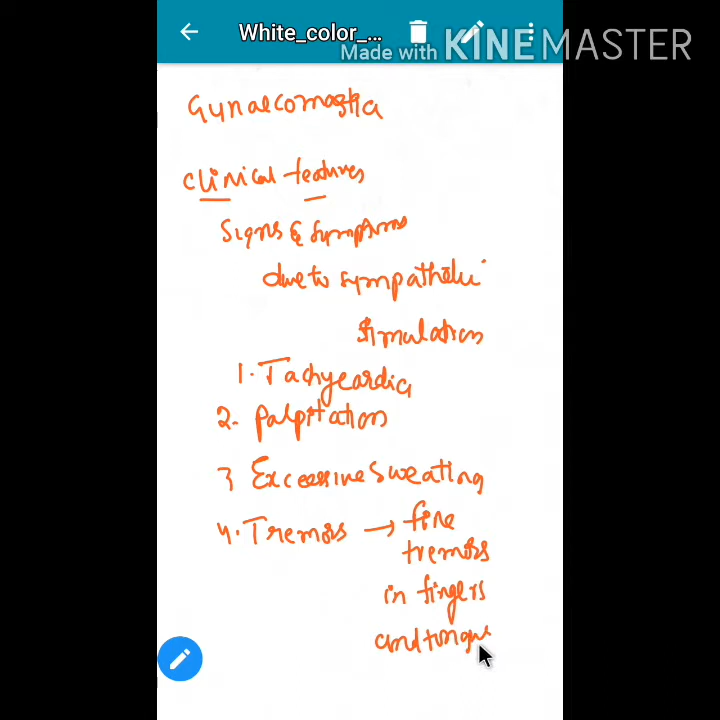 White_color_...
Made with KINEMASTER
Gynaecomastia
Clinical features
Signs & Symptoms
due to sympathetic
stimulation
1. Tachycardia
2. Palpitation
3 Excessive Sweating
4. Tremors → fine
tremors
in fingers
and tongue